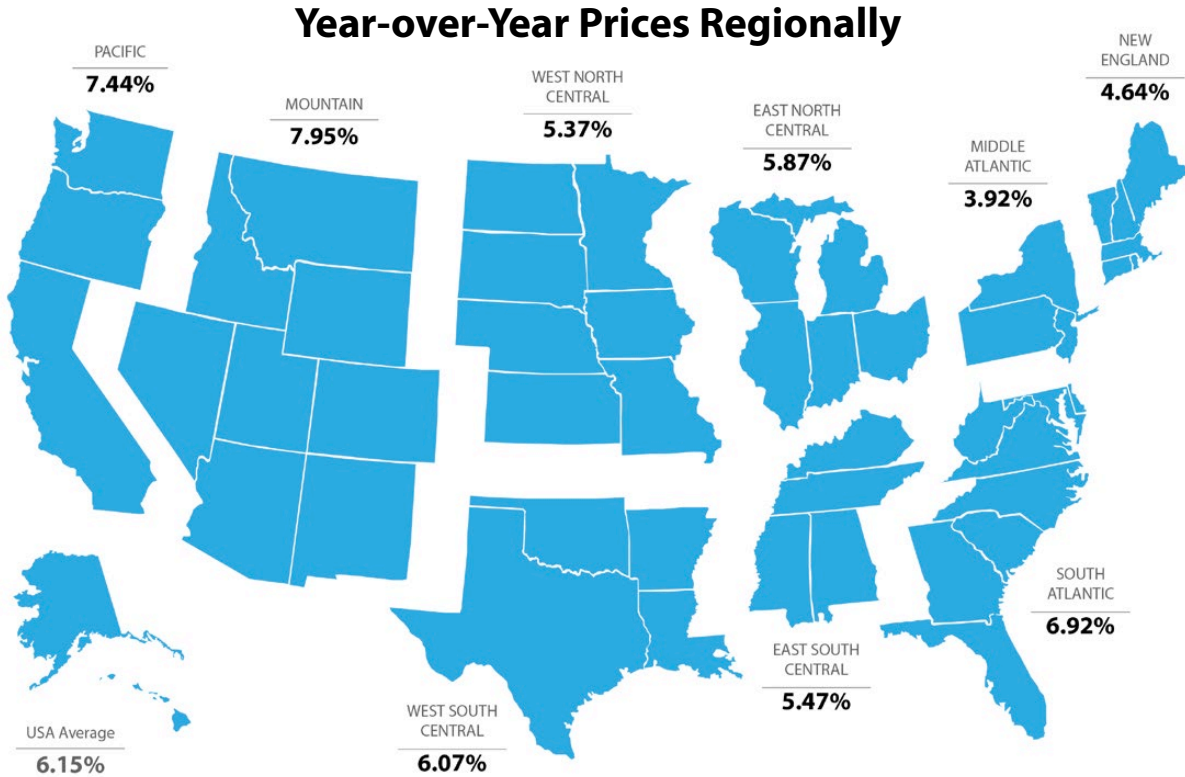 Year-over-Year Prices Regionally
PACIFIC
7.44%
MOUNTAIN
7.95%
WEST NORTH
CENTRAL
5.37%
EAST NORTH
CENTRAL
5.87%
MIDDLE
ATLANTIC
3.92%
NEW
ENGLAND
4.64%
USA Average
6.15%
WEST SOUTH
CENTRAL
6.07%
EAST SOUTH
CENTRAL
5.47%
SOUTH
ATLANTIC
6.92%